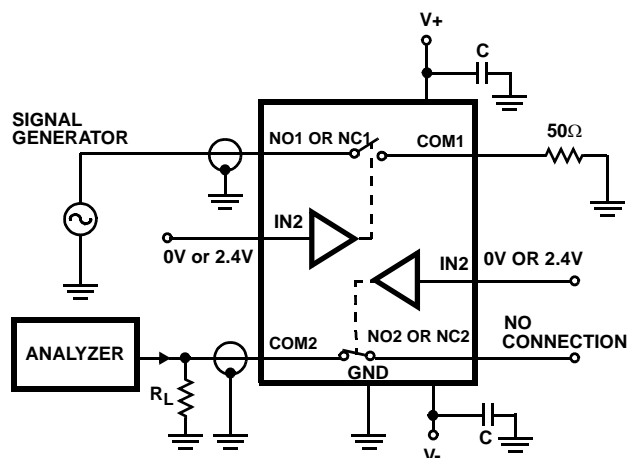 V+
C
SIGNAL
GENERATOR
NO1 OR NC1
COM1
50Ω
IN2
0V or 2.4V
IN2
0V OR 2.4V
ANALYZER
COM2
NO2 OR NC2
NO
CONNECTION
GND
RL
C
V-